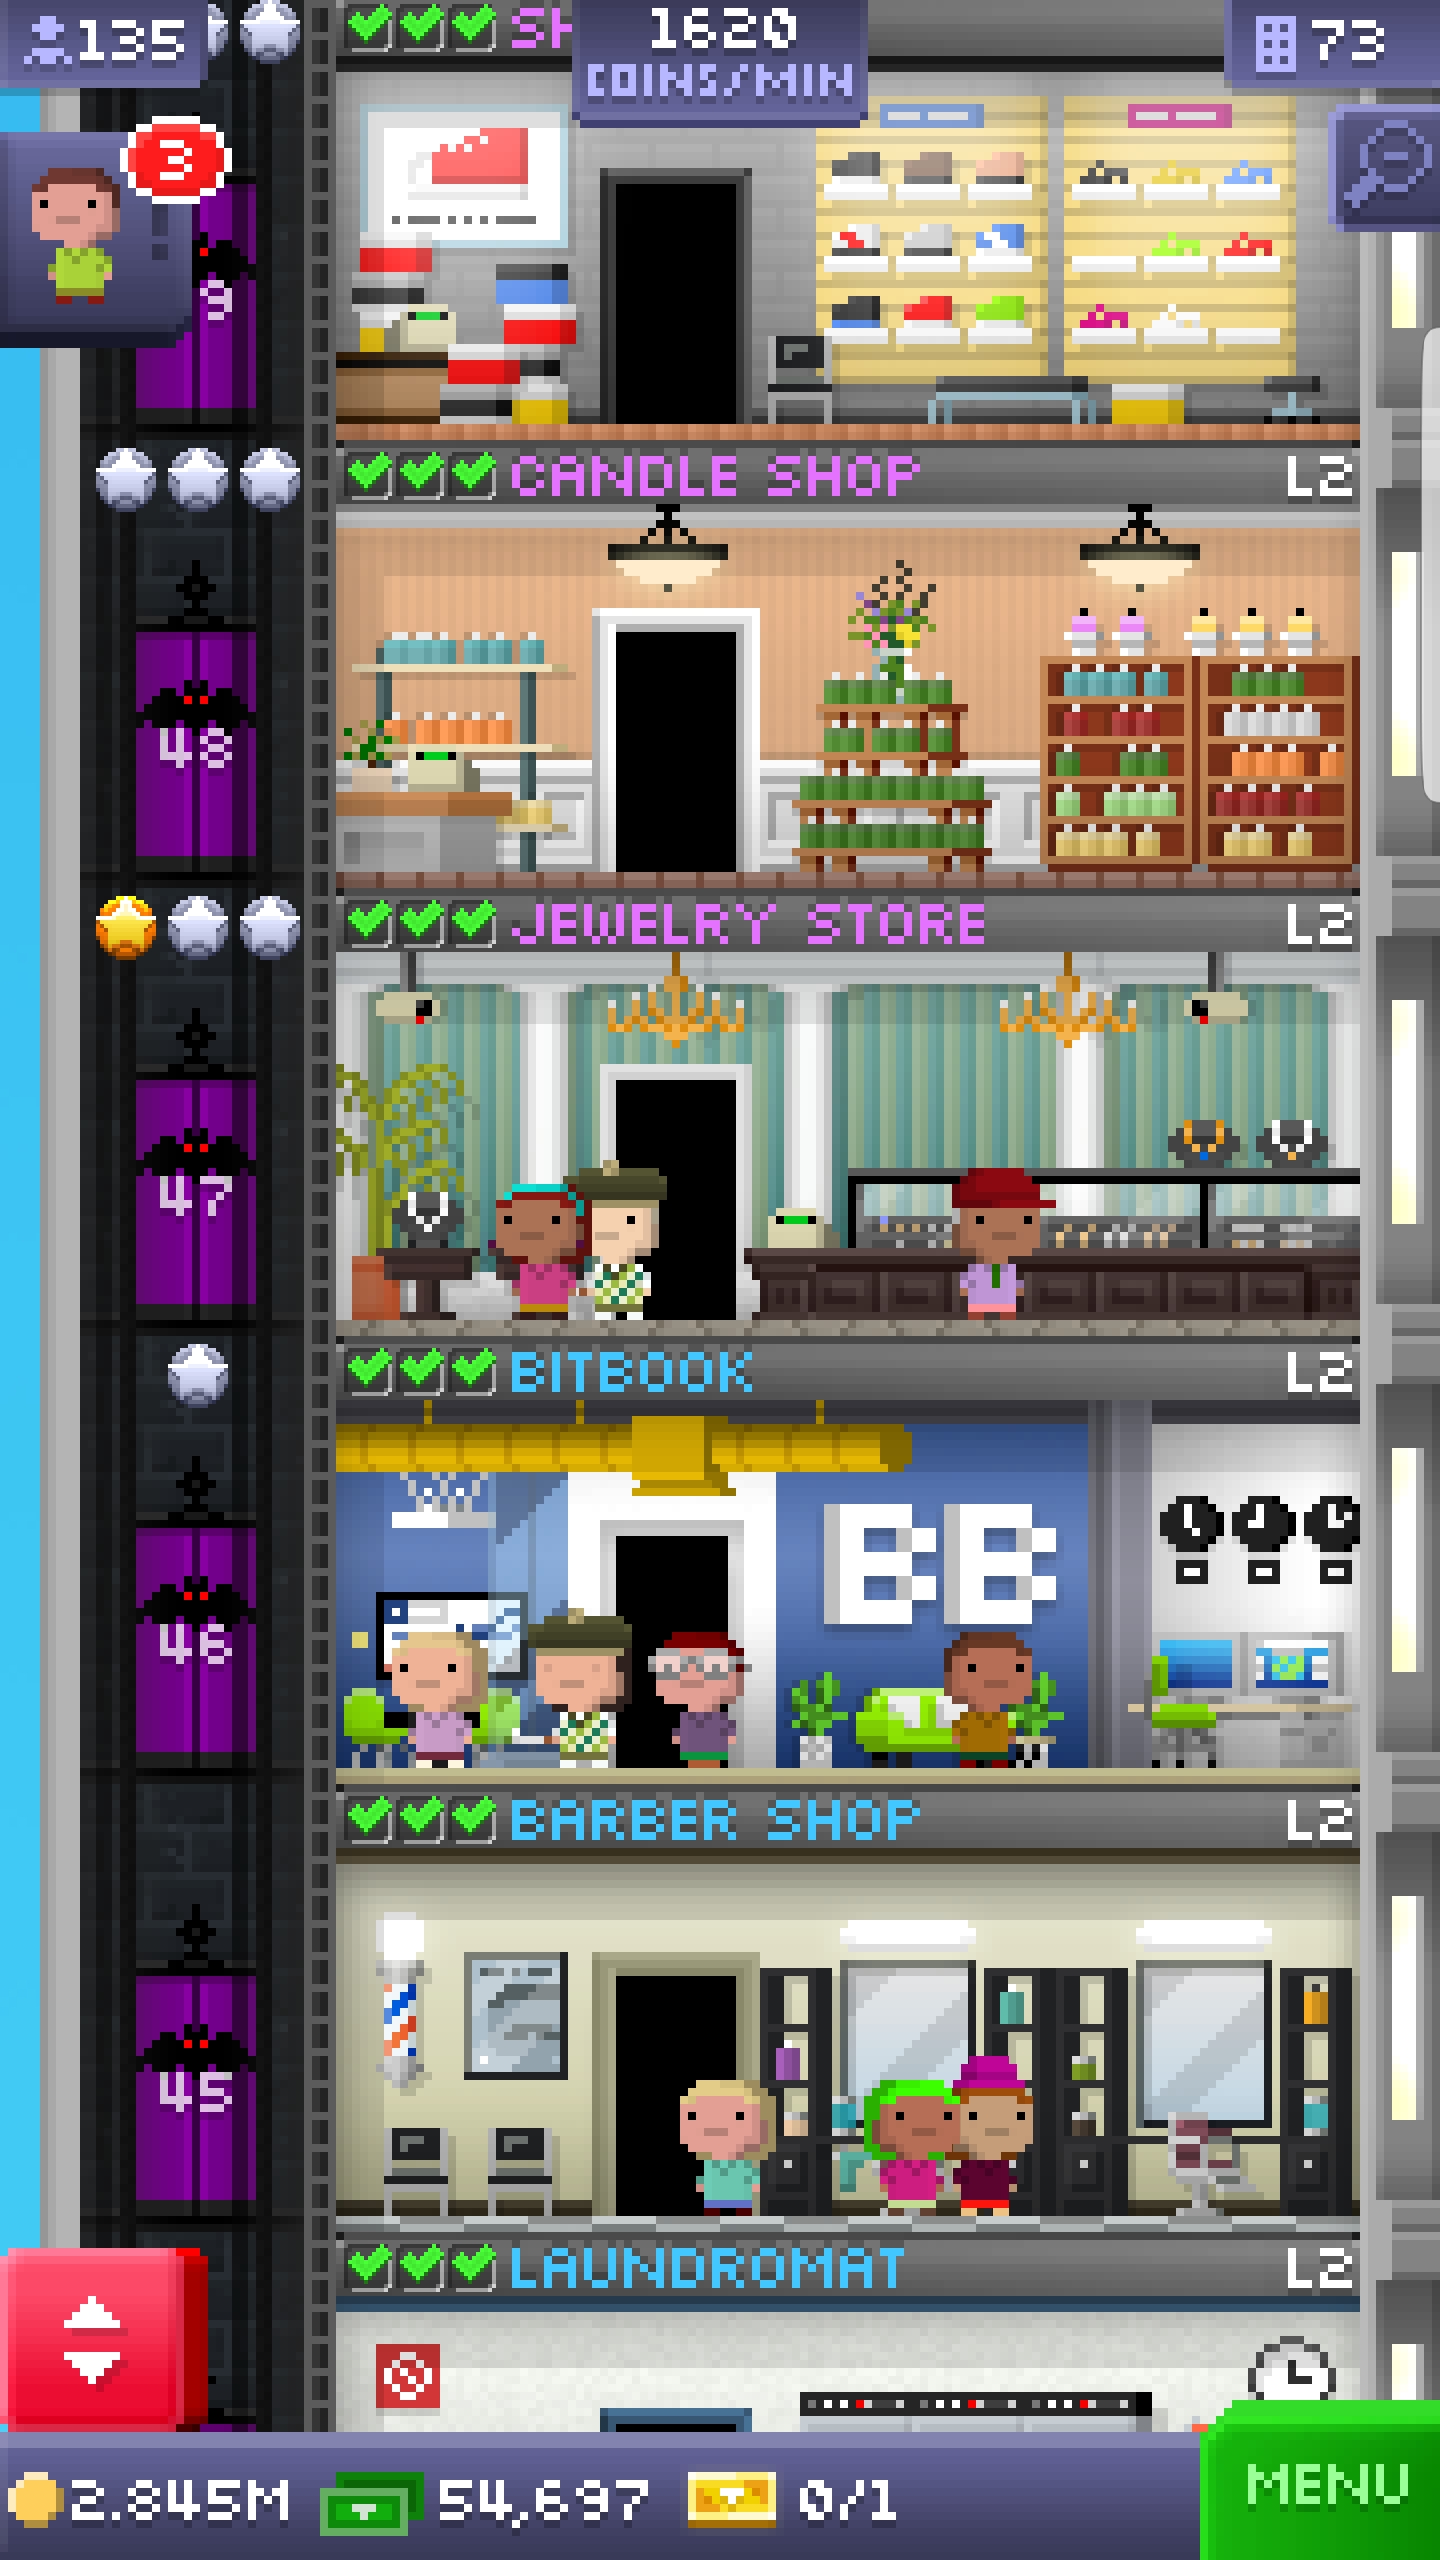 135
1620
COINS/MIN
73
3
SH
9
CANDLE SHOP L2
48
JEWELRY STORE L2
47
BITBOOK L2
BB
46
BARBER SHOP L2
45
LAUNDROMAT L2
2.845M 54,697 0/1
MENU